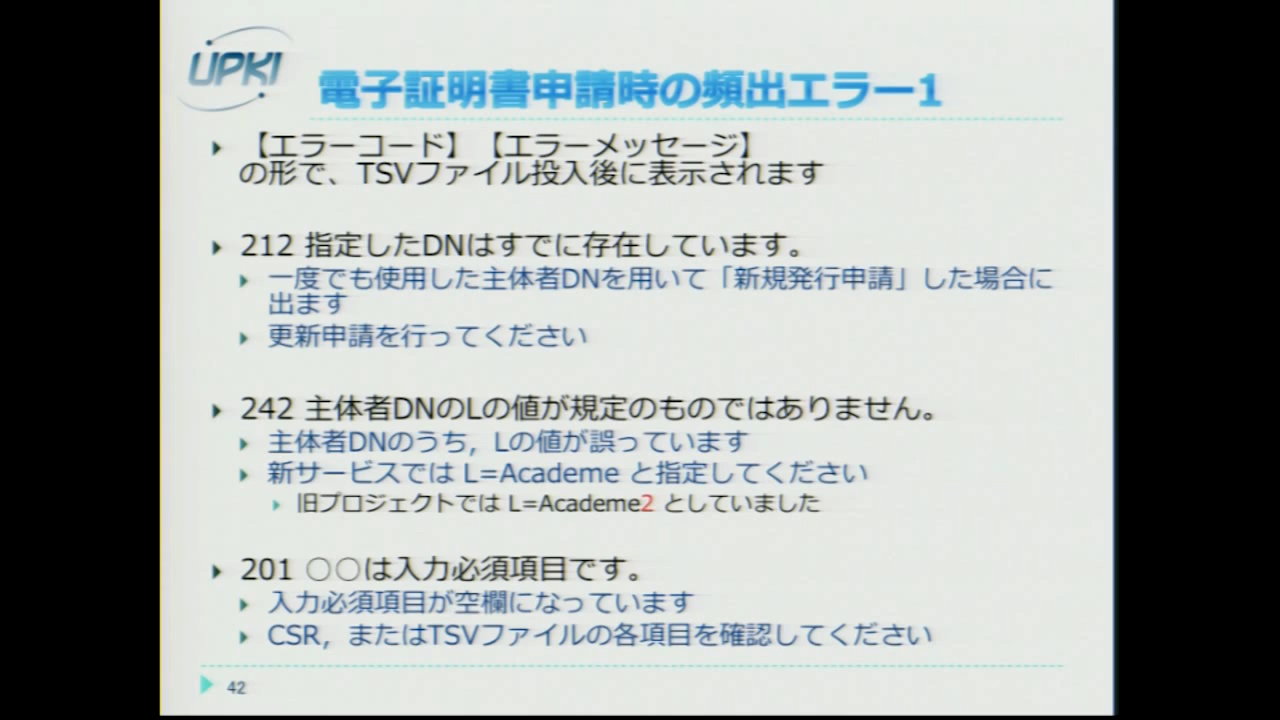 UPKI
電子証明書申請時の頻出エラー1
【エラーコード】【エラーメッセージ】
の形で、TSVファイル投入後に表示されます
212 指定したDNはすでに存在しています。
一度でも使用した主体者DNを用いて「新規発行申請」した場合に
出ます
更新申請を行ってください
242 主体者DNのLの値が規定のものではありません。
主体者DNのうち，Lの値が誤っています
新サービスでは L=Academe と指定してください
旧プロジェクトでは L=Academe2 としていました
201 ○○は入力必須項目です。
入力必須項目が空欄になっています
CSR，またはTSVファイルの各項目を確認してください
42